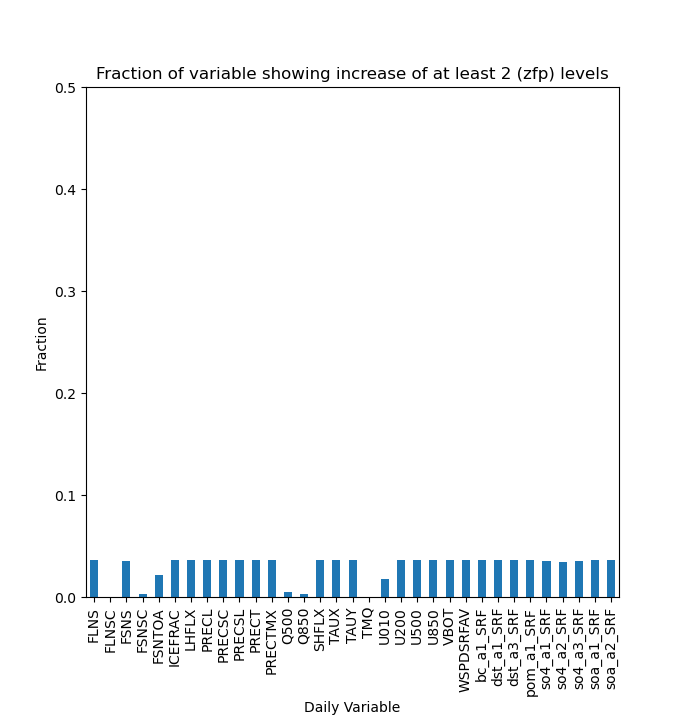 Fraction of variable showing increase of at least 2 (zfp) levels
0.5
0.4
0.3
0.2
0.1
0.0
Fraction
FLNS
FLNSC
FSNS
FSNSC
FSNTOA
ICEFRAC
LHFLX
PRECL
PRECSC
PRECSL
PRECT
PRECTMX
Q500
Q850
SHFLX
TAUX
TAUY
TMQ
U010
U200
U500
U850
VBOT
WSPDSRFAV
bc_a1_SRF
dst_a1_SRF
dst_a3_SRF
pom_a1_SRF
so4_a1_SRF
so4_a2_SRF
so4_a3_SRF
soa_a1_SRF
soa_a2_SRF
Daily Variable